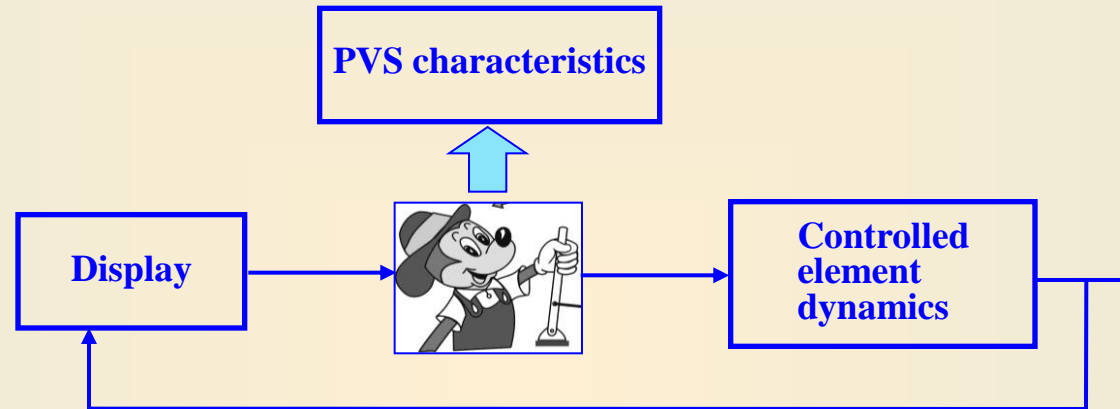 PVS characteristics
Display
Controlled
element
dynamics